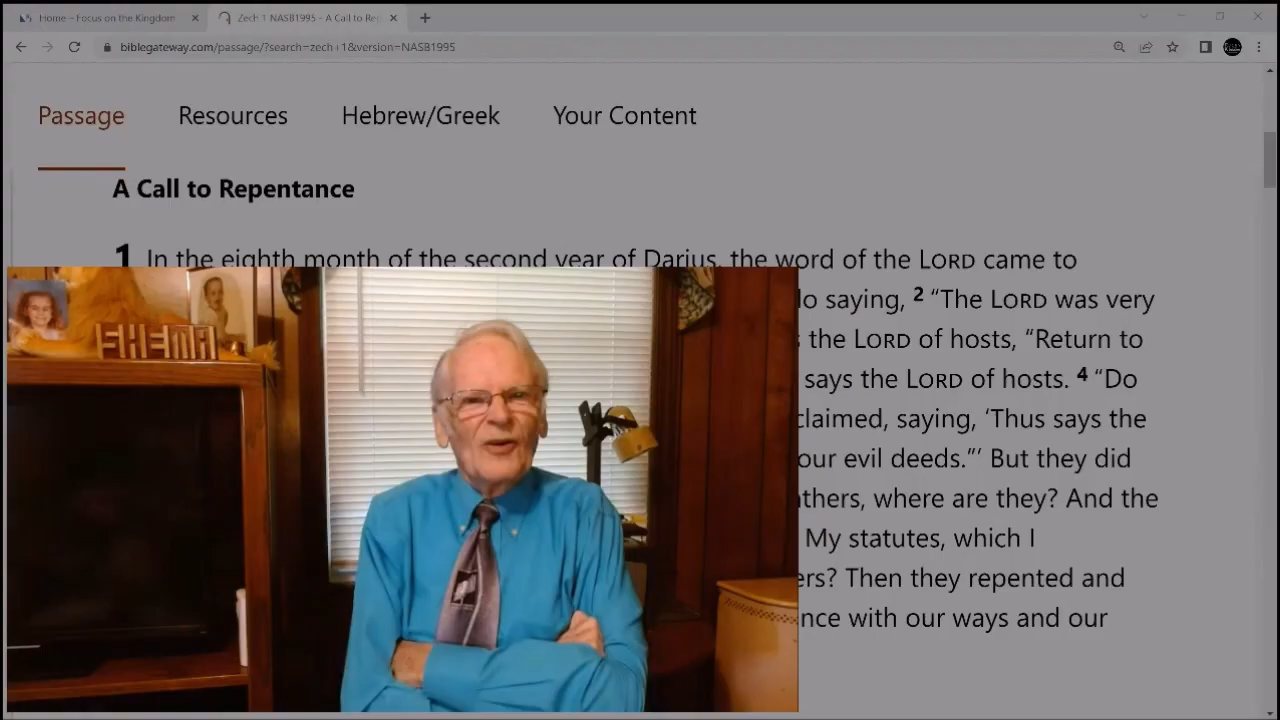 Home – Focus on the Kingdom
Zech 1 NASB1995 - A Call to Re
biblegateway.com/passage/?search=zech+1&version=NASB1995
Passage Resources Hebrew/Greek Your Content
A Call to Repentance
1 In the eighth month of the second year of Darius, the word of the LORD came to
do saying, 2 “The LORD was very
the LORD of hosts, “Return to
says the LORD of hosts. 4 “Do
claimed, saying, ‘Thus says the
our evil deeds.”’ But they did
thers, where are they? And the
My statutes, which I
ers? Then they repented and
nce with our ways and our
SHEMA